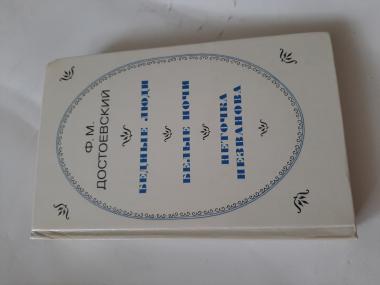 Ф. М.
ДОСТОЕВСКИЙ
БЕДНЫЕ ЛЮДИ
БЕЛЫЕ НОЧИ
НЕТОЧКА
НЕЗВАНОВА